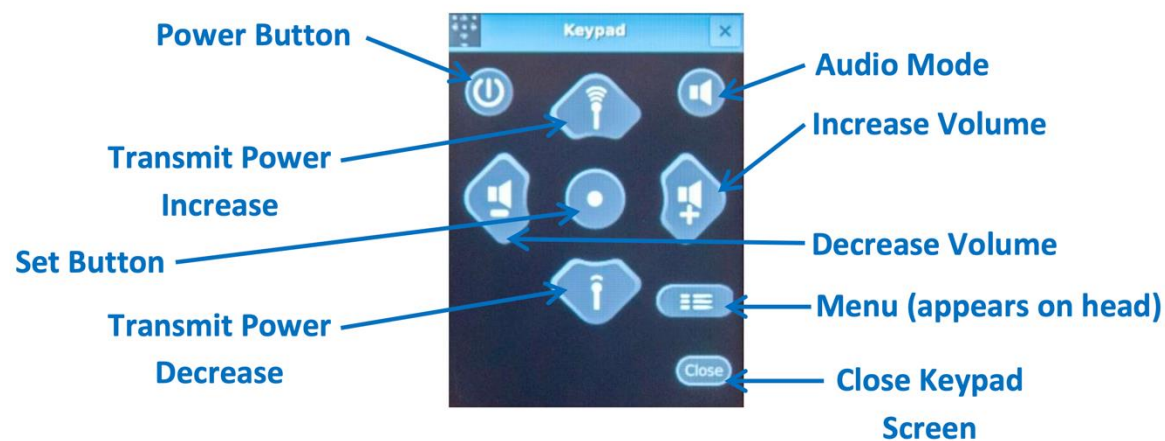 Keypad
Power Button
Audio Mode
Increase Volume
Transmit Power
Increase
Decrease Volume
Set Button
Menu (appears on head)
Transmit Power
Decrease
Close
Close Keypad
Screen